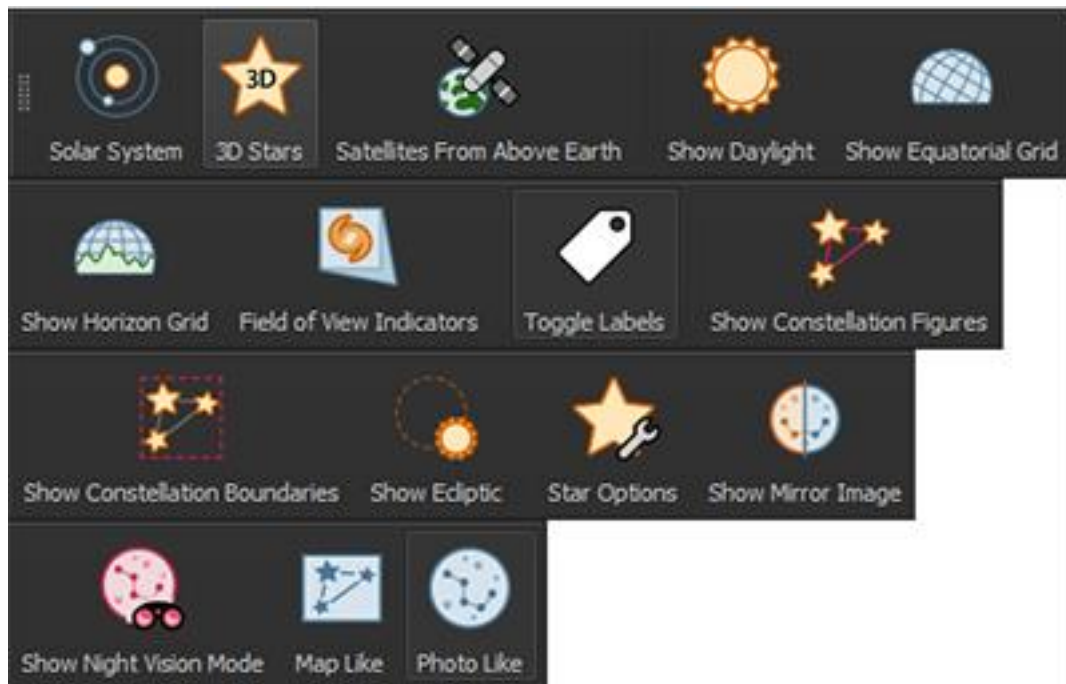 3D
Solar System 3D Stars Satellites From Above Earth Show Daylight Show Equatorial Grid
Show Horizon Grid Field of View Indicators Toggle Labels Show Constellation Figures
Show Constellation Boundaries Show Ecliptic Star Options Show Mirror Image
Show Night Vision Mode Map Like Photo Like